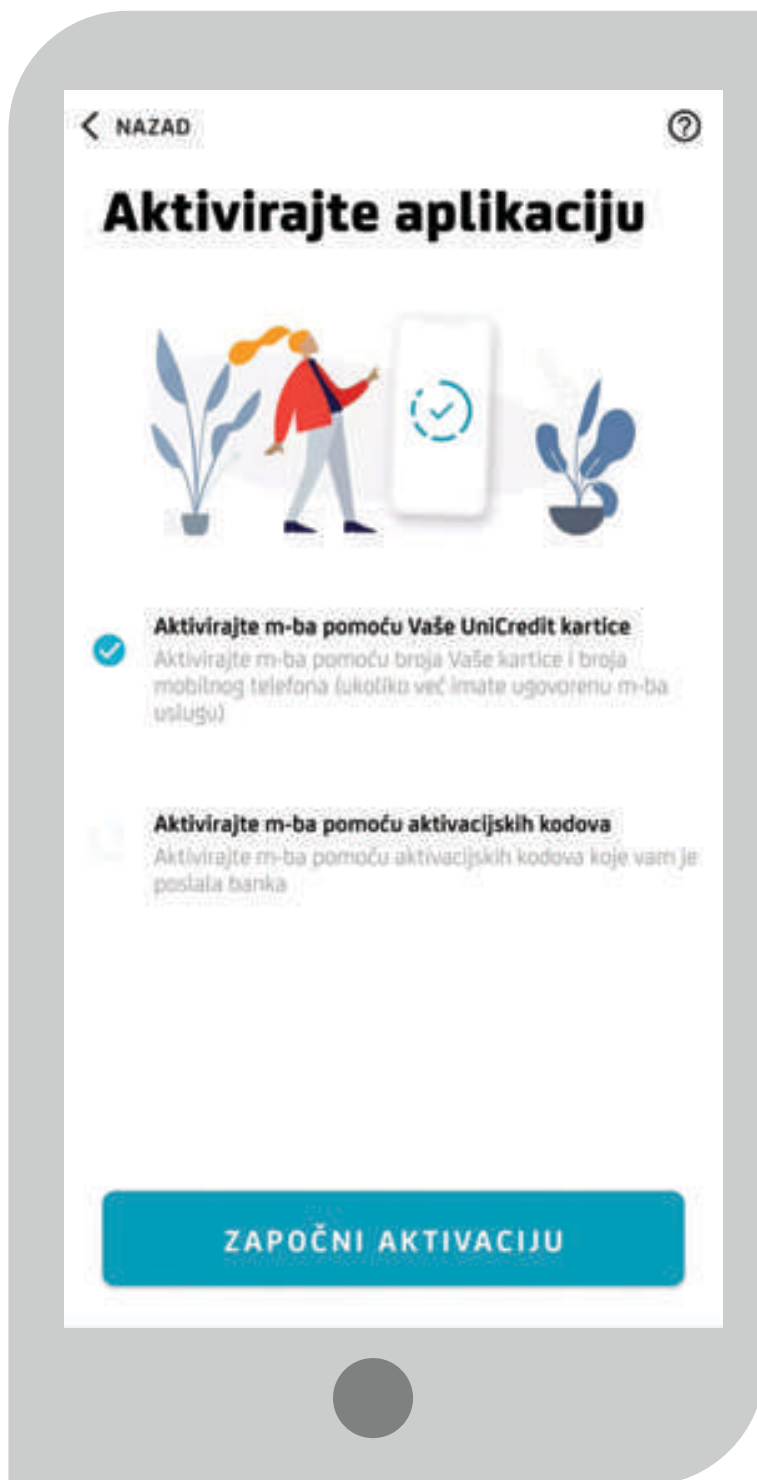 NAZAD
Aktivirajte aplikaciju
Aktivirajte m-ba pomoću Vaše UniCredit kartice
Aktivirajte m-ba pomoću broja Vaše kartice i broja
mobilnog telefona (ukoliko već imate ugovorenu m-ba
uslugu)
Aktivirajte m-ba pomoću aktivacijskih kodova
Aktivirajte m-ba pomoću aktivacijskih kodova koje vam je
poslala banka
ZAPOČNI AKTIVACIJU